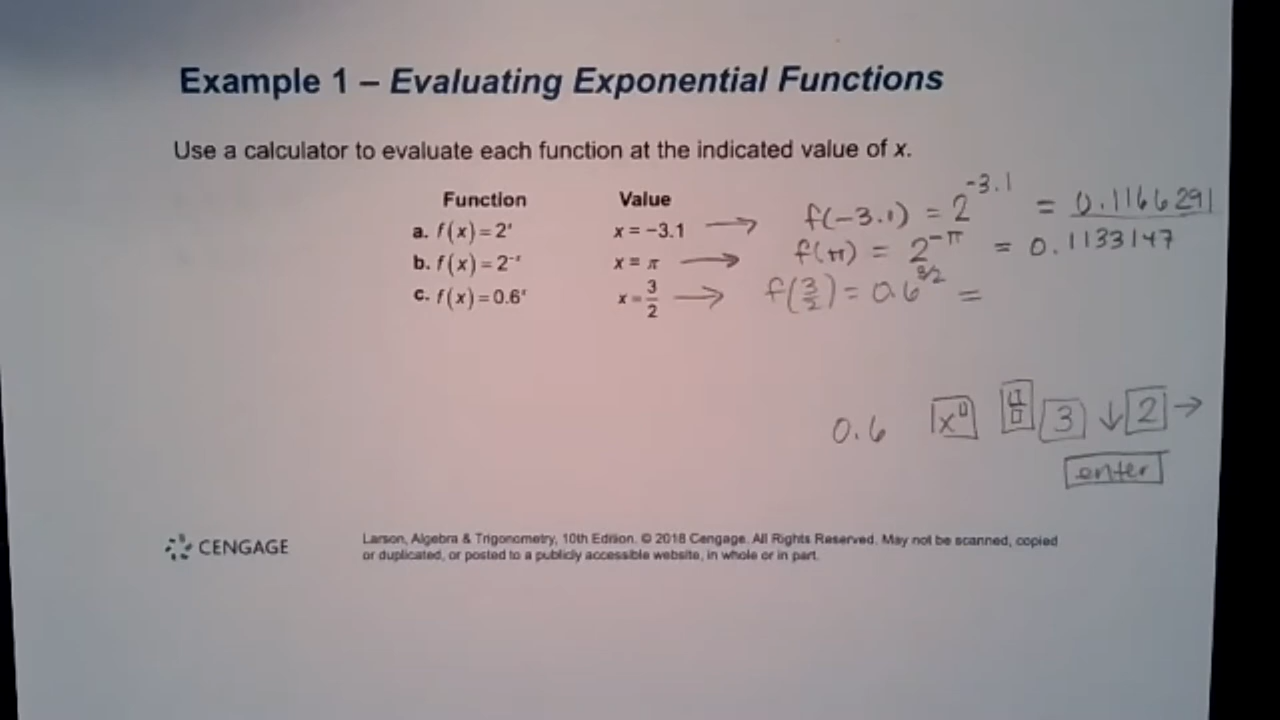 Example 1 – Evaluating Exponential Functions
Use a calculator to evaluate each function at the indicated value of x.
Function Value
a. f(x) = 2ˣ x = −3.1 → f(−3.1) = 2^−3.1 = 0.1166291
b. f(x) = 2⁻ˣ x = π → f(π) = 2^−π = 0.1133147
c. f(x) = 0.6ˣ x = 3/2 → f(3/2) = 0.6^3/2 =
0.6 x^□ □/□ 3 ↓ 2 →
enter
CENGAGE
Larson, Algebra & Trigonometry, 10th Edition. © 2018 Cengage. All Rights Reserved. May not be scanned, copied
or duplicated, or posted to a publicly accessible website, in whole or in part.